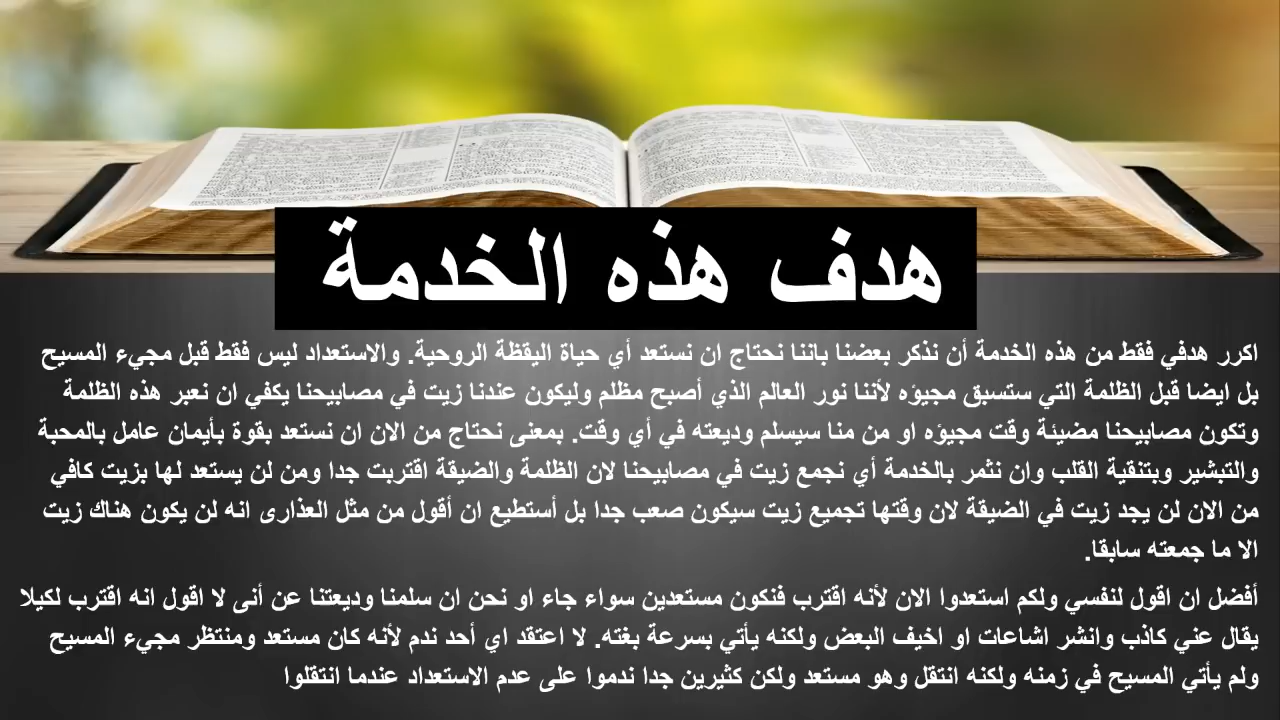 هدف هذه الخدمة
اكرر هدفي فقط من هذه الخدمة أن نذكر بعضنا باننا نحتاج ان نستعد أي حياة اليقظة الروحية. والاستعداد ليس فقط قبل مجيء المسيح
بل ايضا قبل الظلمة التي ستسبق مجيؤه لأننا نور العالم الذي أصبح مظلم وليكون عندنا زيت في مصابيحنا يكفي ان نعبر هذه الظلمة
وتكون مصابيحنا مضيئة وقت مجيؤه او من منا سيسلم وديعته في أي وقت. بمعنى نحتاج من الان ان نستعد بقوة بأيمان عامل بالمحبة
والتبشير وبتنقية القلب وان نثمر بالخدمة أي نجمع زيت في مصابيحنا لان الظلمة والضيقة اقتربت جدا ومن لن يستعد لها بزيت كافي
من الان لن يجد زيت في الضيقة لان وقتها تجميع زيت سيكون صعب جدا بل أستطيع ان أقول من مثل العذارى انه لن يكون هناك زيت
الا ما جمعته سابقا.
أفضل ان اقول لنفسي ولكم استعدوا الان لأنه اقترب فنكون مستعدين سواء جاء او نحن ان سلمنا وديعتنا عن أنى لا اقول انه اقترب لكيلا
يقال عني كاذب وانشر اشاعات او اخيف البعض ولكنه يأتي بسرعة بغته. لا اعتقد اي أحد ندم لأنه كان مستعد ومنتظر مجيء المسيح
ولم يأتي المسيح في زمنه ولكنه انتقل وهو مستعد ولكن كثيرين جدا ندموا على عدم الاستعداد عندما انتقلوا